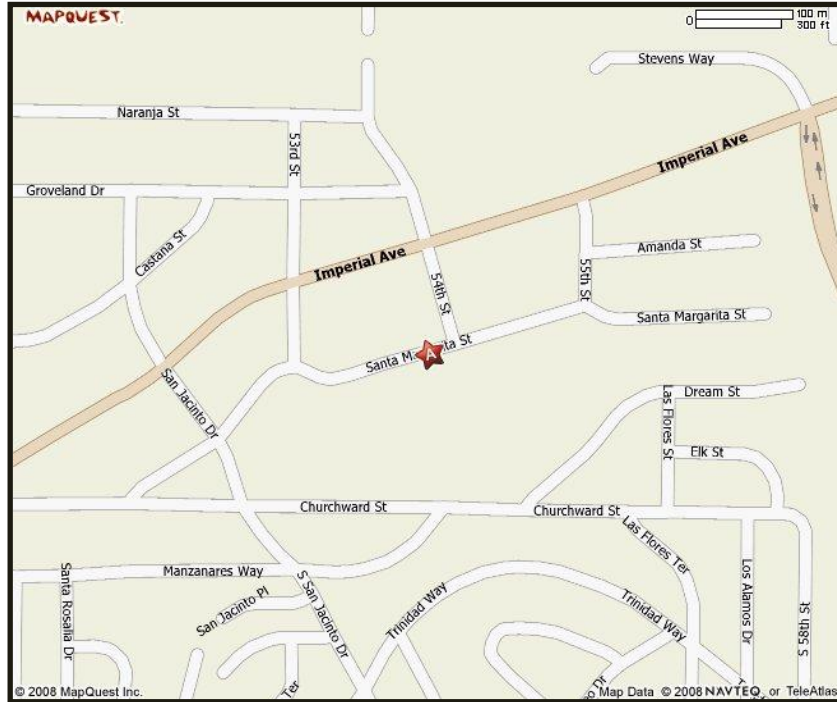 MAPQUEST.
0 100 m
300 ft
Stevens Way
Naranja St
53rd St
Imperial Ave
Groveland Dr
Castana St
Imperial Ave
54th St
55th St
Amanda St
Santa Margarita St
Santa M rita St
A
San Jacinto Dr
Dream St
Las Flores St
Elk St
Churchward St
Churchward St
Las Flores Ter
Manzanares Way
Santa Rosalia Dr
San Jacinto Pl
S San Jacinto Dr
Trinidad Way
Trinidad Way
Los Alamos Dr
S 58th St
Ter
Dr
© 2008 MapQuest Inc.
Map Data © 2008 NAVTEQ or TeleAtlas